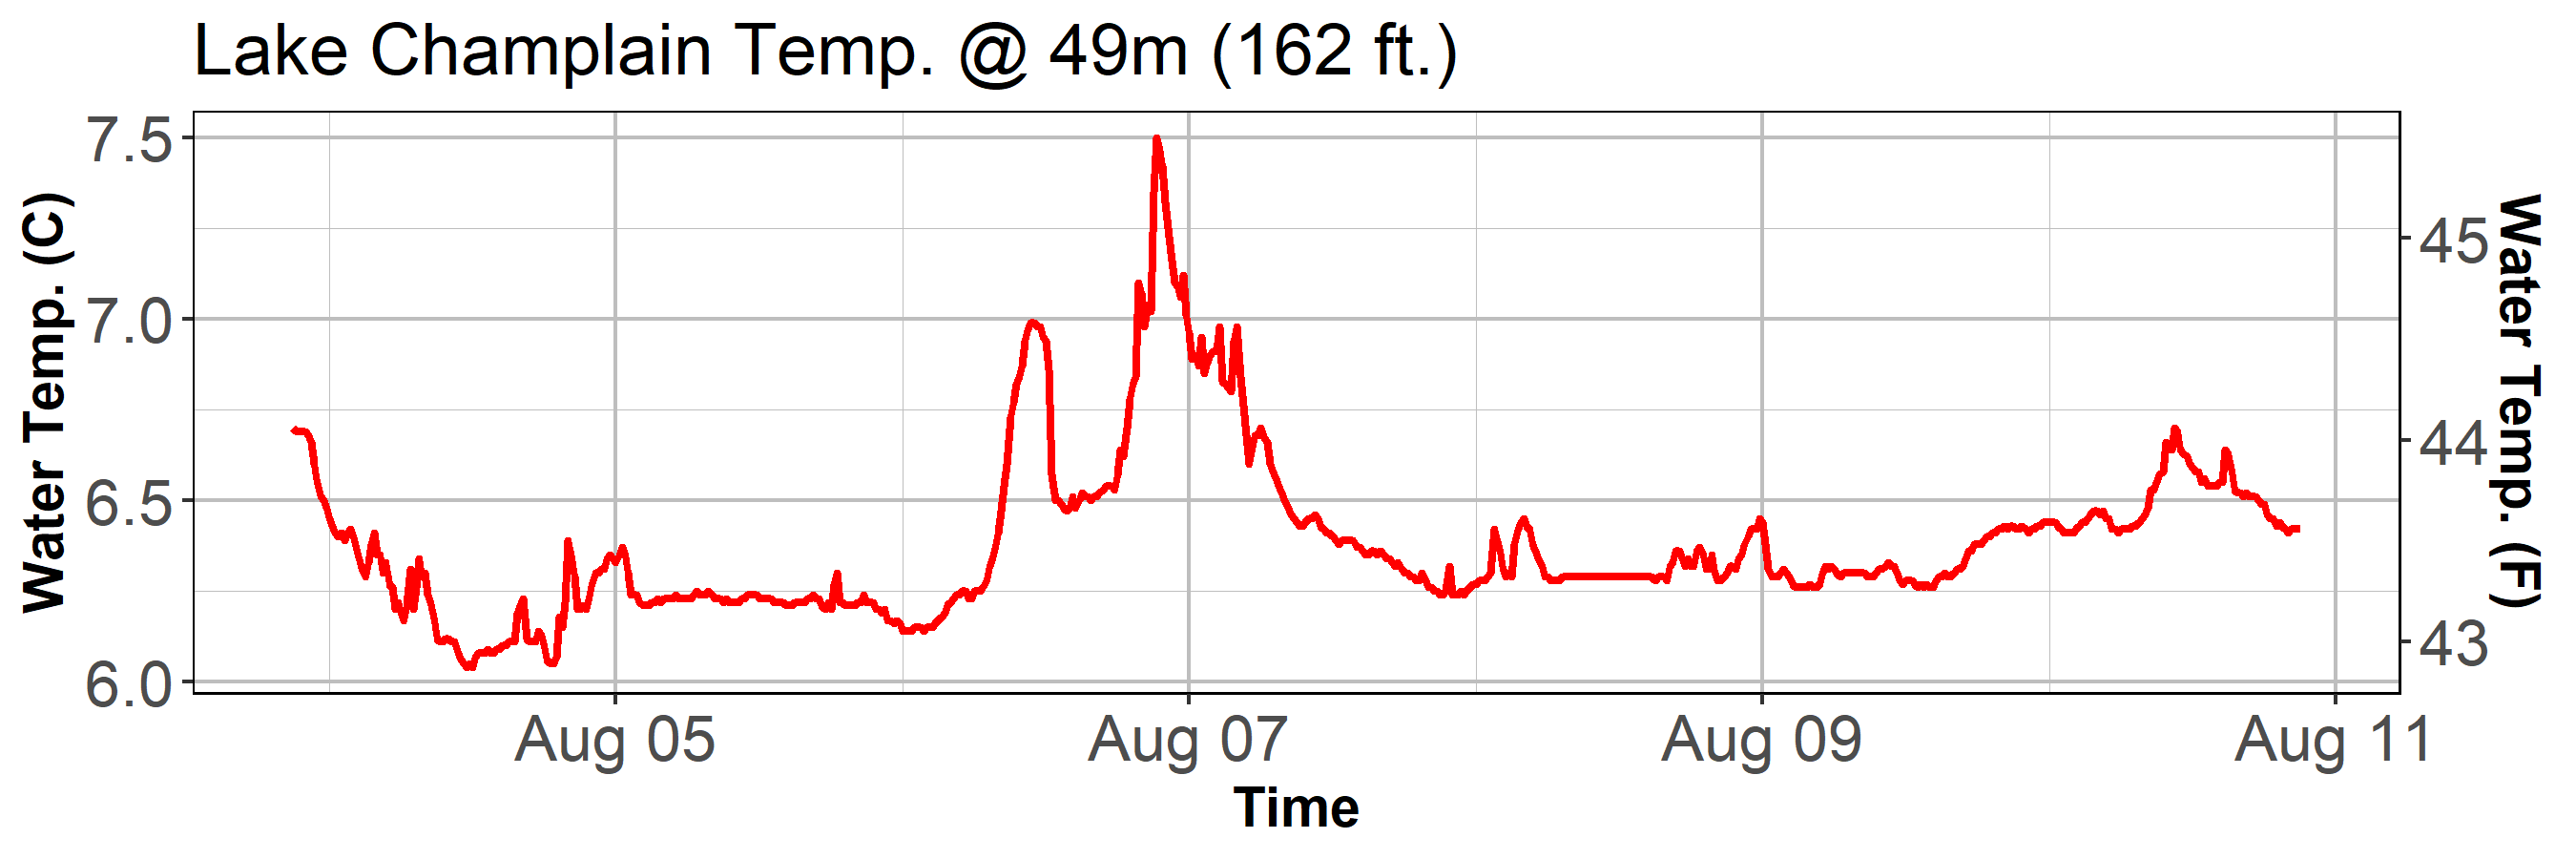 Lake Champlain Temp. @ 49m (162 ft.)
Water Temp. (C)
7.5
7.0
6.5
6.0
45
44
43
Water Temp. (F)
Aug 05 Aug 07 Aug 09 Aug 11
Time